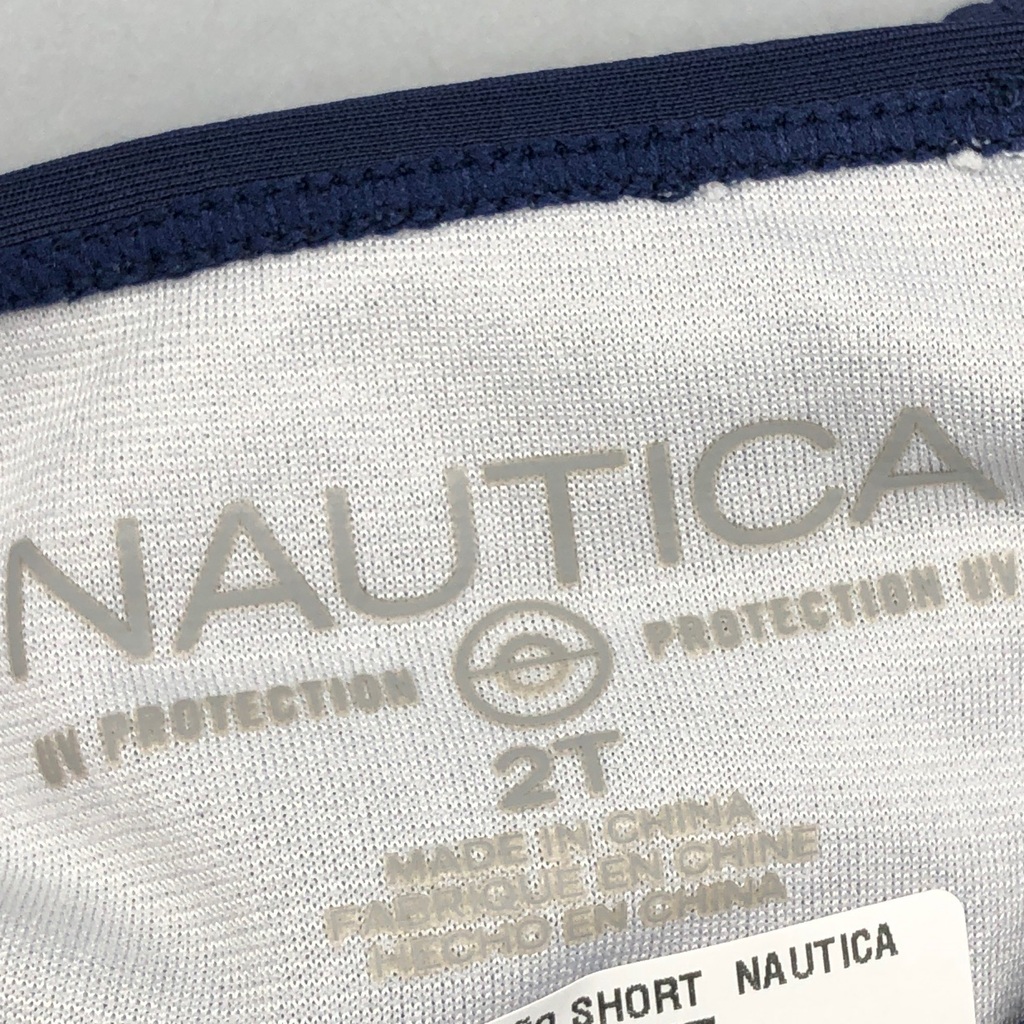 NAUTICA
UV PROTECTION PROTECTION UV
2T
MADE IN CHINA
FABRIQUE EN CHINE
HECHO EN CHINA
SHORT NAUTICA